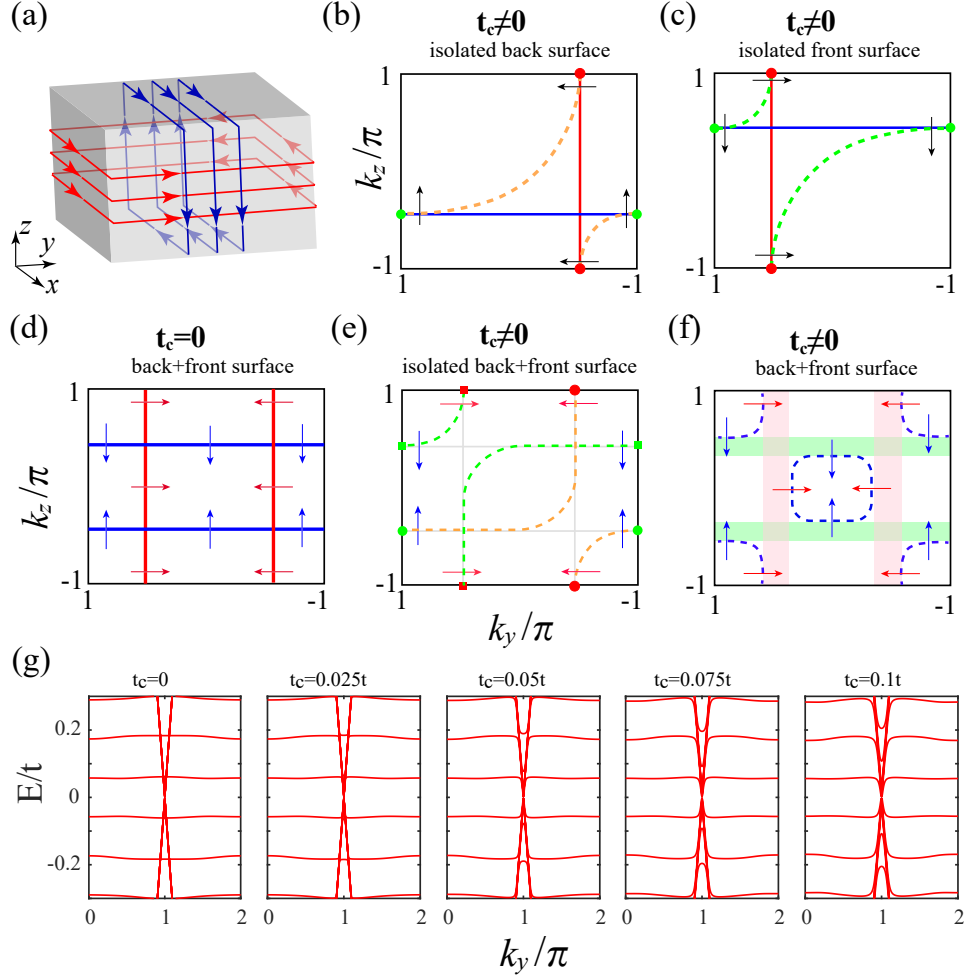 (a)
z
y
x
(b)
t_c≠0
isolated back surface
k_z/π
1
-1
1
-1
(c)
t_c≠0
isolated front surface
1
-1
1
-1
(d)
t_c=0
back+front surface
k_z/π
1
-1
1
-1
(e)
t_c≠0
isolated back+front surface
1
-1
1
-1
k_y/π
(f)
t_c≠0
back+front surface
1
-1
1
-1
(g)
t_c=0
t_c=0.025t
t_c=0.05t
t_c=0.075t
t_c=0.1t
E/t
0.2
0
-0.2
0 1 2
0 1 2
0 1 2
0 1 2
0 1 2
k_y/π